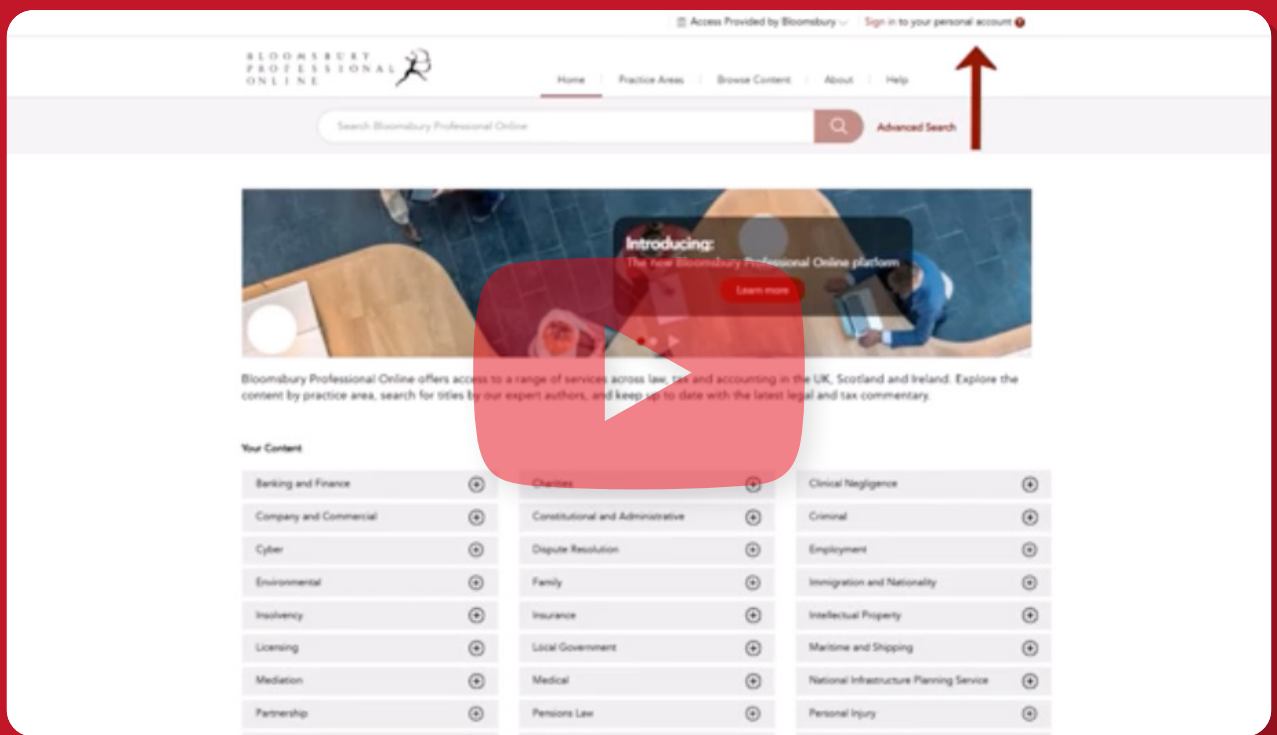 Access Provided by Bloomsbury
Sign in to your personal account ?
BLOOMSBURY
PROFESSIONAL
ONLINE
Home
Practice Areas
Browse Content
About
Help
Search Bloomsbury Professional Online
Advanced Search
Introducing:
The new Bloomsbury Professional Online platform
Learn more
Bloomsbury Professional Online offers access to a range of services across law, tax and accounting in the UK, Scotland and Ireland. Explore the
content by practice area, search for titles by our expert authors, and keep up to date with the latest legal and tax commentary.
Your Content
Banking and Finance
Charities
Clinical Negligence
Company and Commercial
Constitutional and Administrative
Criminal
Cyber
Dispute Resolution
Employment
Environmental
Family
Immigration and Nationality
Insolvency
Insurance
Intellectual Property
Licensing
Local Government
Maritime and Shipping
Mediation
Medical
National Infrastructure Planning Service
Partnership
Pensions Law
Personal Injury